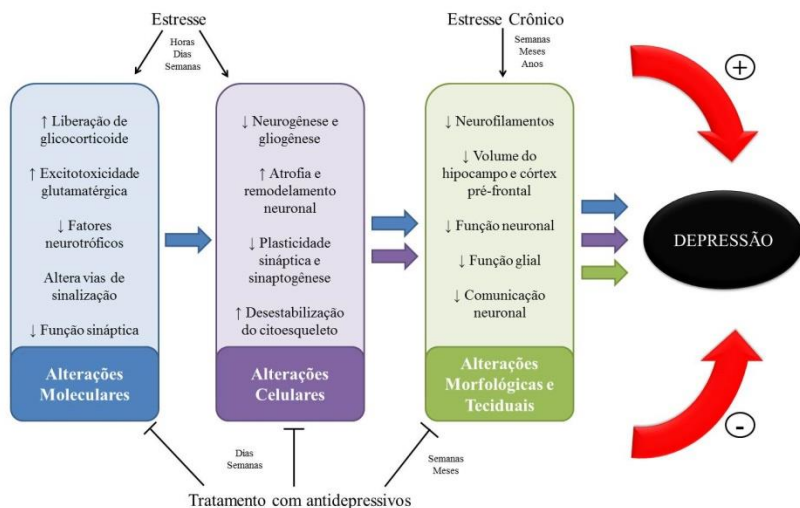 Estresse
Horas
Dias
Semanas
Estresse Crônico
Semanas
Meses
Anos
↑ Liberação de
glicocorticoide
↑ Excitotoxicidade
glutamatérgica
↓ Fatores
neurotróficos
Altera vias de
sinalização
↓ Função sináptica
Alterações
Moleculares
↓ Neurogênese e
gliogênese
↑ Atrofia e
remodelamento
neuronal
↓ Plasticidade
sináptica e
sinaptogênese
↑ Desestabilização
do citoesqueleto
Alterações
Celulares
↓ Neurofilamentos
↓ Volume do
hipocampo e córtex
pré-frontal
↓ Função neuronal
↓ Função glial
↓ Comunicação
neuronal
Alterações
Morfológicas e
Teciduais
+
DEPRESSÃO
-
Dias
Semanas
Semanas
Meses
Tratamento com antidepressivos